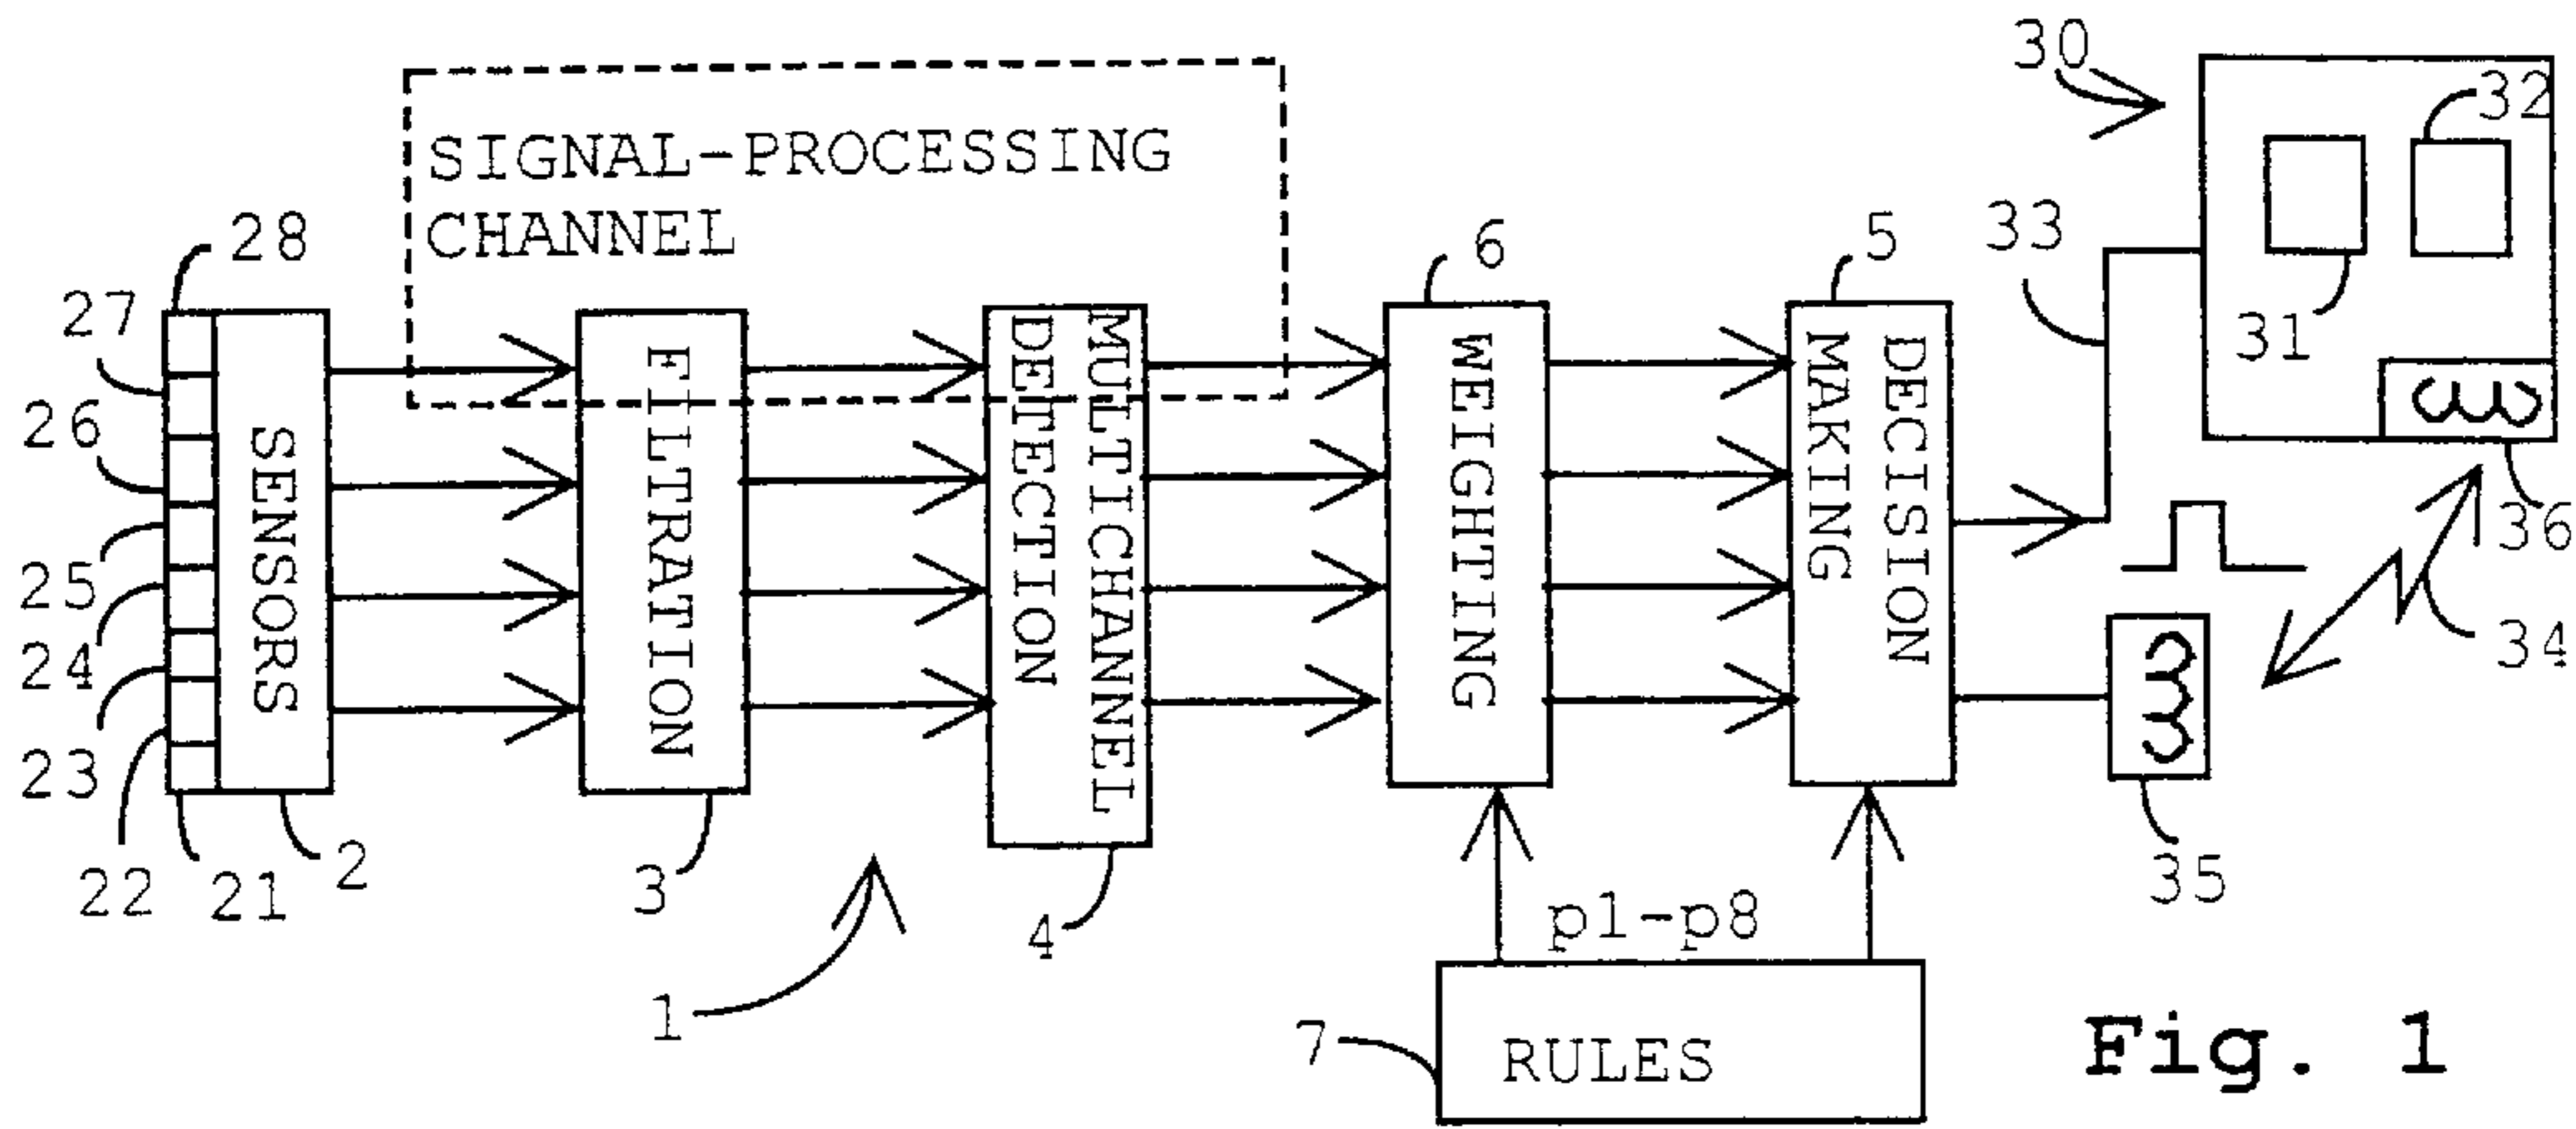 30
32
SIGNAL-PROCESSING
CHANNEL
28
6
5
33
27
31
26
25
24
23
22
21
2
SENSORS
FILTRATION
3
MULTICHANNEL
DETECTION
4
WEIGHTING
DECISION
MAKING
36
34
35
1
p1-p8
7
RULES
Fig. 1